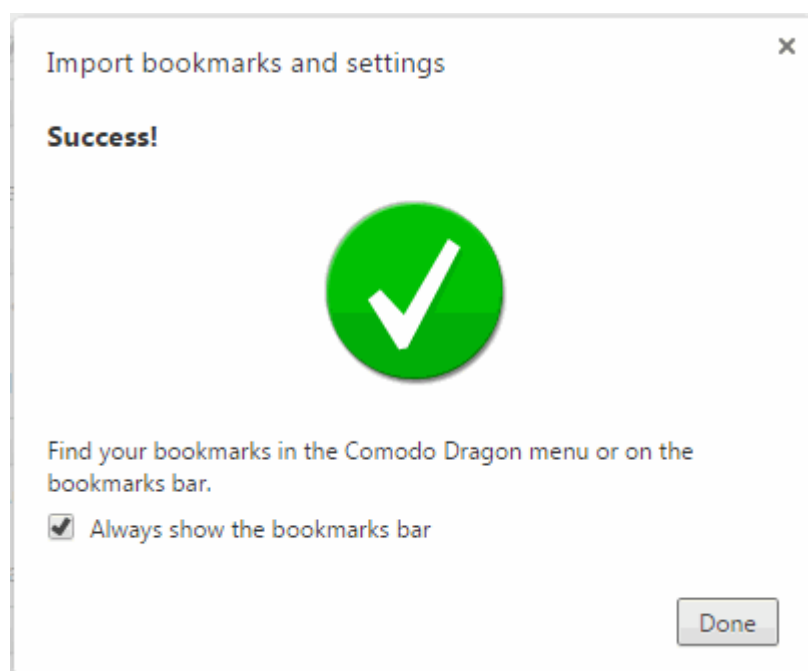 Import bookmarks and settings
Success!
Find your bookmarks in the Comodo Dragon menu or on the
bookmarks bar.
Always show the bookmarks bar
Done